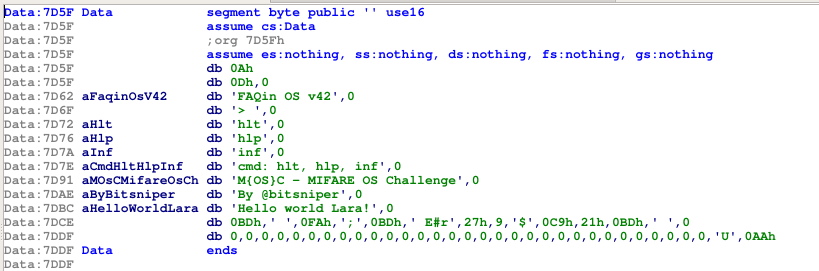 Data:7D5F Data segment byte public '' use16
Data:7D5F assume cs:Data
Data:7D5F ;org 7D5Fh
Data:7D5F assume es:nothing, ss:nothing, ds:nothing, fs:nothing, gs:nothing
Data:7D5F db 0Ah
Data:7D5F db 0Dh,0
Data:7D62 aFaqinOsV42 db 'FAQin OS v42',0
Data:7D6F db '> ',0
Data:7D72 aHlt db 'hlt',0
Data:7D76 aHlp db 'hlp',0
Data:7D7A aInf db 'inf',0
Data:7D7E aCmdHltHlpInf db 'cmd: hlt, hlp, inf',0
Data:7D91 aMOsCMifareOsCh db 'M{OS}C - MIFARE OS Challenge',0
Data:7DAE aByBitsniper db 'By @bitsniper',0
Data:7DBC aHelloWorldLara db 'Hello world Lara!',0
Data:7DCE db 0BDh,' ',0FAh,';',0BDh,' E#r',27h,9,'$',0C9h,21h,0BDh,' ',0
Data:7DDF db 0,0,0,0,0,0,0,0,0,0,0,0,0,0,0,0,0,0,0,0,0,0,0,0,0,0,0,0,0,0,0,'U',0AAh
Data:7DDF Data ends
Data:7DDF